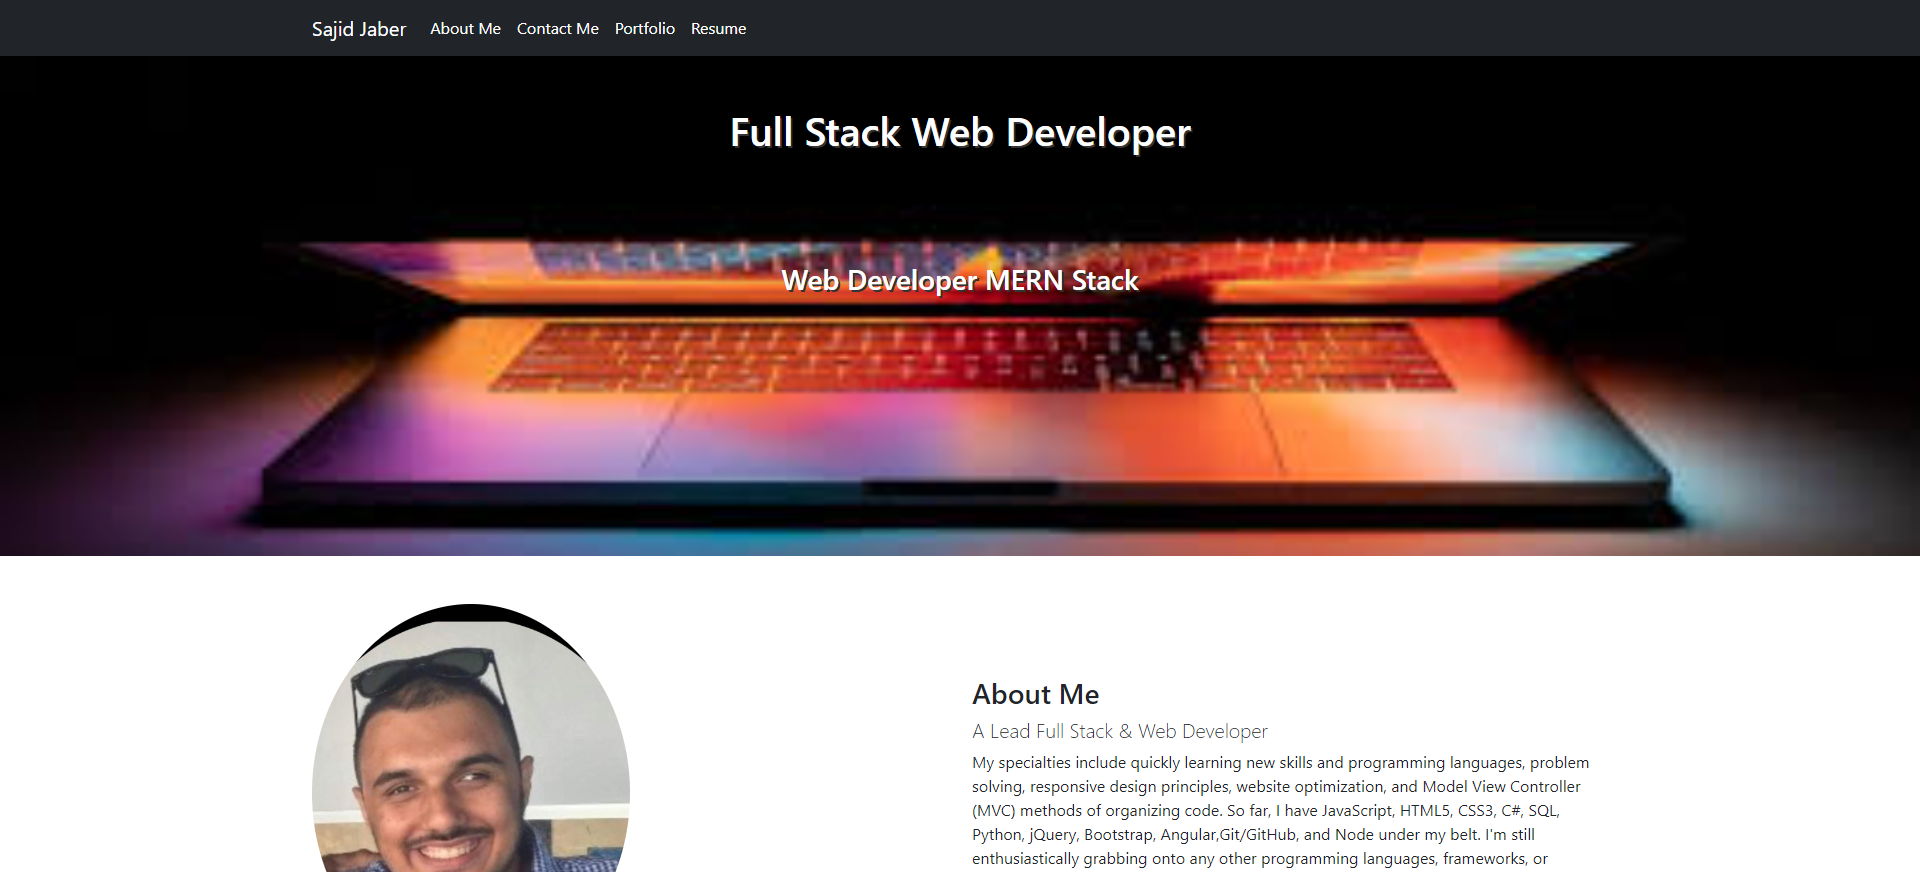 Sajid Jaber About Me Contact Me Portfolio Resume
Full Stack Web Developer
Web Developer MERN Stack
About Me
A Lead Full Stack & Web Developer
My specialties include quickly learning new skills and programming languages, problem
solving, responsive design principles, website optimization, and Model View Controller
(MVC) methods of organizing code. So far, I have JavaScript, HTML5, CSS3, C#, SQL,
Python, jQuery, Bootstrap, Angular,Git/GitHub, and Node under my belt. I'm still
enthusiastically grabbing onto any other programming languages, frameworks, or